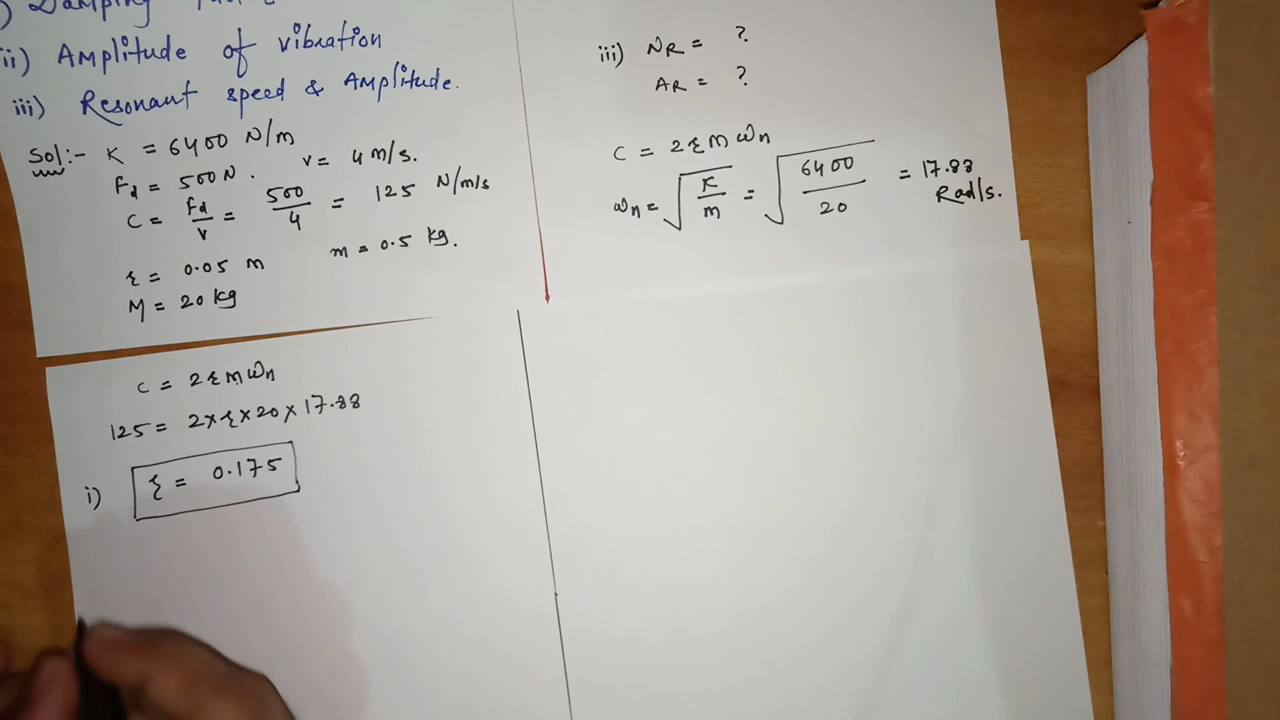 ) Damping
ii) Amplitude of vibration
iii) Resonant speed & Amplitude.
Sol:- K = 6400 N/m
Fd = 500 N. v = 4 m/s.
C = Fd/v = 500/4 = 125 N/m/s
ξ = 0.05 m m = 0.5 kg.
M = 20 kg
C = 2ξMωn
125 = 2×ξ×20×17.88
i) ξ = 0.175
iii) NR = ?
AR = ?
C = 2ξMωn
ωn = √K/m = √6400/20 = 17.88
Rad/s.